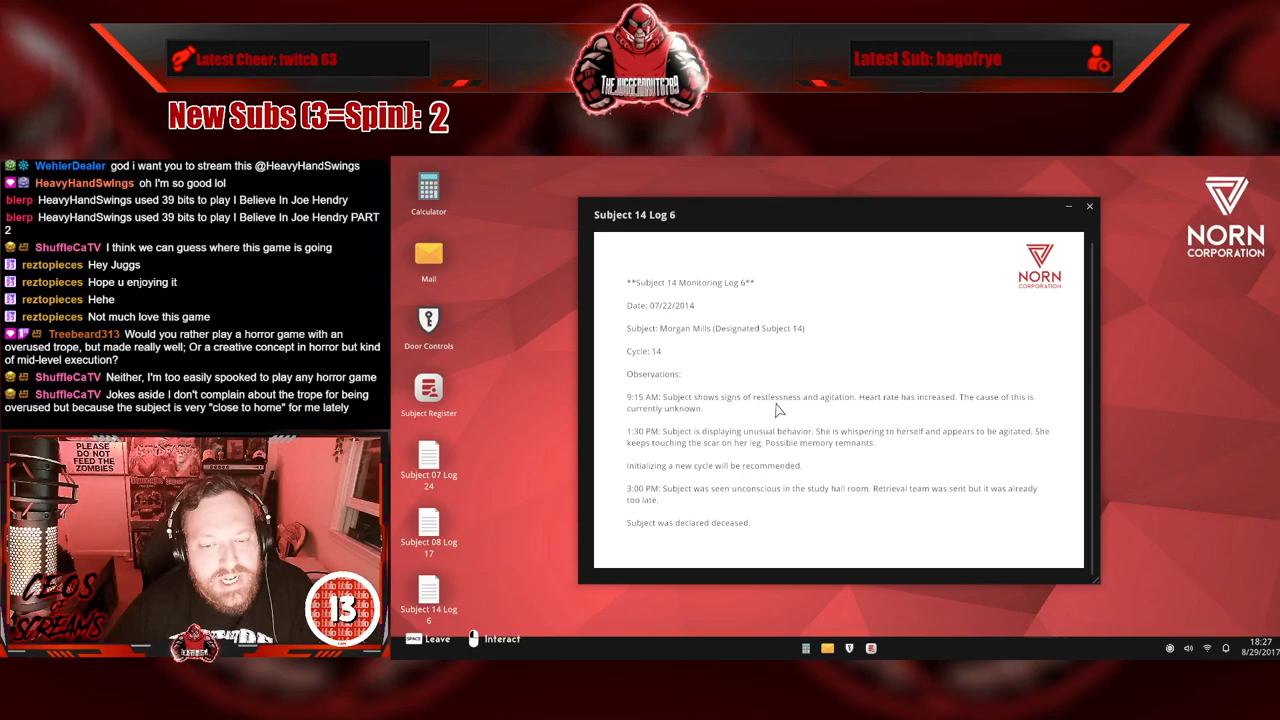 Latest Cheer: twitch 63
THEJUGGERNAUT6789
Latest Sub: bagofrye
New Subs (3=Spin): 2
WehlerDealer god i want you to stream this @HeavyHandSwings
HeavyHandSwings oh I'm so good lol
blerp HeavyHandSwings used 39 bits to play I Believe In Joe Hendry
blerp HeavyHandSwings used 39 bits to play I Believe In Joe Hendry PART
2
ShuffleCaTV I think we can guess where this game is going
reztopieces Hey Juggs
reztopieces Hope u enjoying it
reztopieces Hehe
reztopieces Not much love this game
Treebeard313 Would you rather play a horror game with an
overused trope, but made really well; Or a creative concept in horror but kind
of mid-level execution?
ShuffleCaTV Neither, I'm too easily spooked to play any horror game
ShuffleCaTV Jokes aside I don't complain about the trope for being
overused but because the subject is very "close to home" for me lately
PLEASE
DO NOT
FEED THE
ZOMBIES
CEOS
OF
SCREAMS
13
Calculator
Mail
Door Controls
Subject Register
Subject 07 Log
24
Subject 08 Log
17
Subject 14 Log
6
SPACE Leave
Interact
NORN
CORPORATION
Subject 14 Log 6
NORN
CORPORATION
**Subject 14 Monitoring Log 6**
Date: 07/22/2014
Subject: Morgan Mills (Designated Subject 14)
Cycle: 14
Observations:
9:15 AM: Subject shows signs of restlessness and agitation. Heart rate has increased. The cause of this is
currently unknown.
1:30 PM: Subject is displaying unusual behavior. She is whispering to herself and appears to be agitated. She
keeps touching the scar on her leg. Possible memory remnants.
Initializing a new cycle will be recommended.
3:00 PM: Subject was seen unconscious in the study hall room. Retrieval team was sent but it was already
too late.
Subject was declared deceased.
18:27
8/29/2017